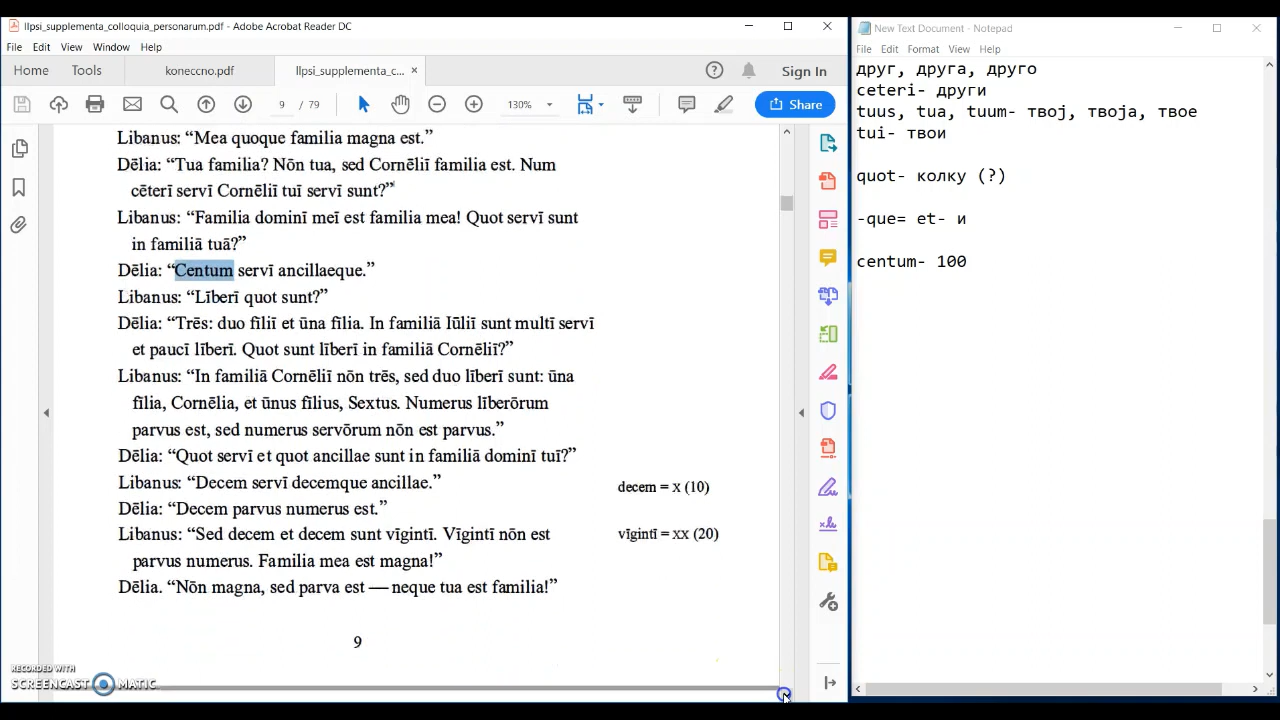 llpsi_supplementa_colloquia_personarum.pdf - Adobe Acrobat Reader DC
File Edit View Window Help
Home Tools koneccno.pdf llpsi_supplementa_c... × Sign In
9 / 79 130% Share
Libanus: “Mea quoque familia magna est.”
Dēlia: “Tua familia? Nōn tua, sed Cornēliī familia est. Num
cēterī servī Cornēliī tuī servī sunt?”
Libanus: “Familia dominī meī est familia mea! Quot servī sunt
in familiā tuā?”
Dēlia: “Centum servī ancillaeque.”
Libanus: “Līberī quot sunt?”
Dēlia: “Trēs: duo fīliī et ūna fīlia. In familiā Iūliī sunt multī servī
et paucī līberī. Quot sunt līberī in familiā Cornēliī?”
Libanus: “In familiā Cornēliī nōn trēs, sed duo līberī sunt: ūna
fīlia, Cornēlia, et ūnus fīlius, Sextus. Numerus līberōrum
parvus est, sed numerus servōrum nōn est parvus.”
Dēlia: “Quot servī et quot ancillae sunt in familiā dominī tuī?”
Libanus: “Decem servī decemque ancillae.”
decem = x (10)
Dēlia: “Decem parvus numerus est.”
Libanus: “Sed decem et decem sunt vīgintī. Vīgintī nōn est
vīgintī = xx (20)
parvus numerus. Familia mea est magna!”
Dēlia. “Nōn magna, sed parva est — neque tua est familia!”
9
RECORDED WITH
SCREENCAST MATIC
New Text Document - Notepad
File Edit Format View Help
друг, друга, друго
ceteri- други
tuus, tua, tuum- твој, твоја, твое
tui- твои
quot- колку (?)
-que= et- и
centum- 100